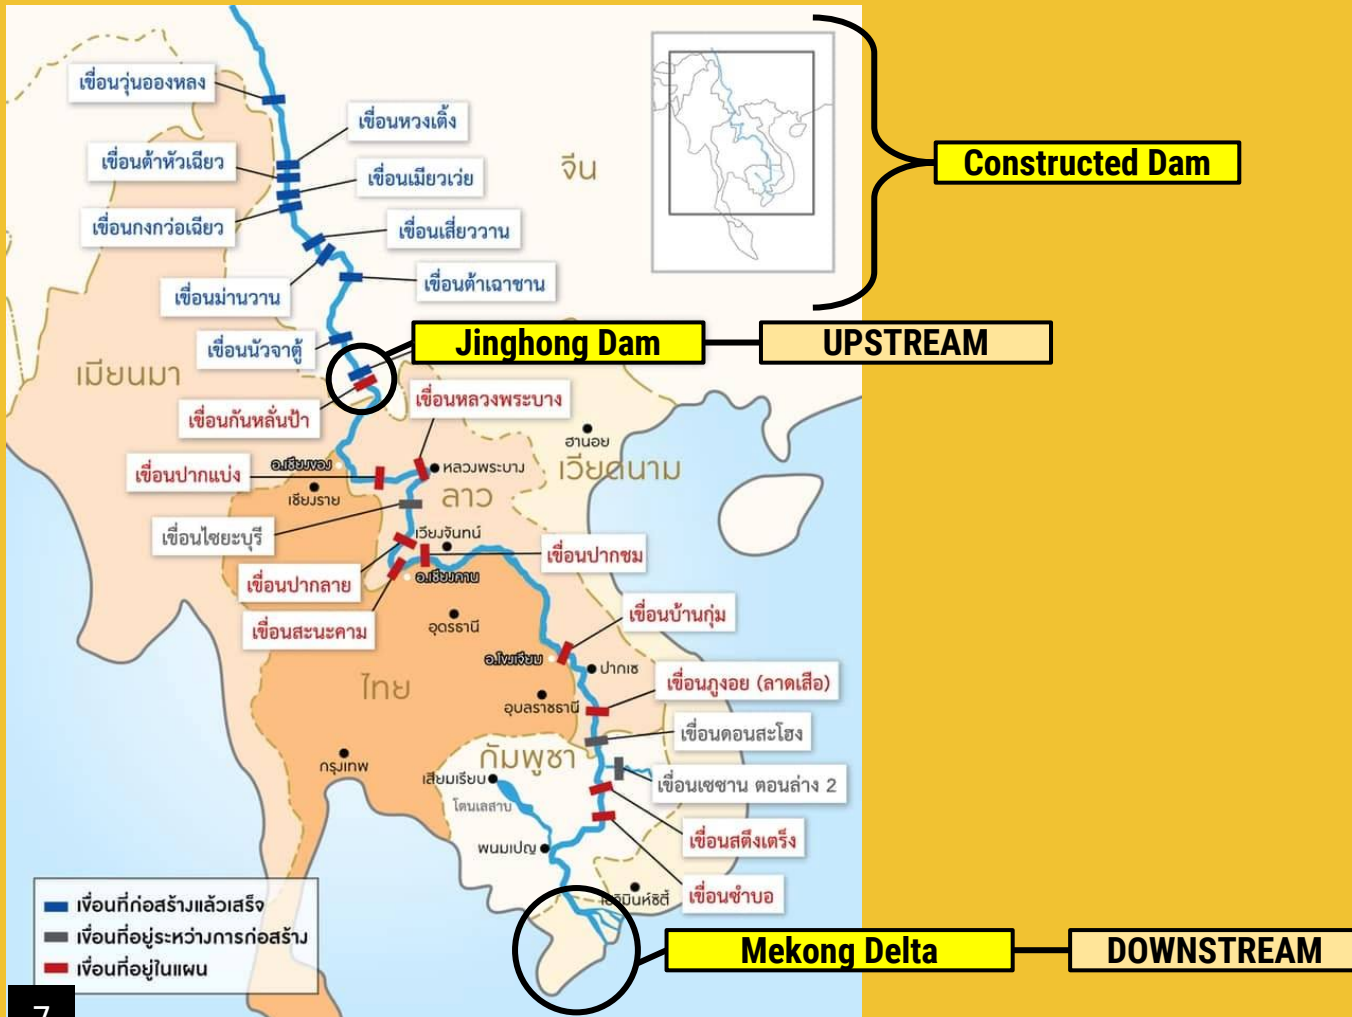 เขื่อนวุ่นอองหลง
เขื่อนหวงเติ้ง
เขื่อนต้าหัวเฉียว
เขื่อนเมียวเว่ย
จีน
Constructed Dam
เขื่อนกงกว่อเฉียว
เขื่อนเสี่ยววาน
เขื่อนม่านวาน
เขื่อนต้าเฉาชาน
เขื่อนนัวจาตู้
Jinghong Dam
UPSTREAM
เมียนมา
เขื่อนกันหลั่นป้า
เขื่อนหลวงพระบาง
ฮานอย
เวียดนาม
เขื่อนปากแบ่ง
อ.เชียงของ
หลวงพระบาง
เชียงราย
ลาว
เขื่อนไซยะบุรี
เวียงจันทน์
เขื่อนปากชม
เขื่อนปากลาย
อ.เชียงคาน
เขื่อนสะนะคาม
อุดรธานี
เขื่อนบ้านกุ่ม
อ.โขงเจียม
ปากเซ
ไทย
เขื่อนภูงอย (ลาดเสือ)
อุบลราชธานี
เขื่อนดอนสะโฮง
กัมพูชา
กรุงเทพ
เสียมเรียบ
เขื่อนเซซาน ตอนล่าง 2
โตนเลสาบ
เขื่อนสตึงเตร็ง
พนมเปญ
เขื่อนซำบอ
โฮจิมินห์ซิตี้
เขื่อนที่ก่อสร้างแล้วเสร็จ
เขื่อนที่อยู่ระหว่างการก่อสร้าง
เขื่อนที่อยู่ในแผน
Mekong Delta
DOWNSTREAM
7